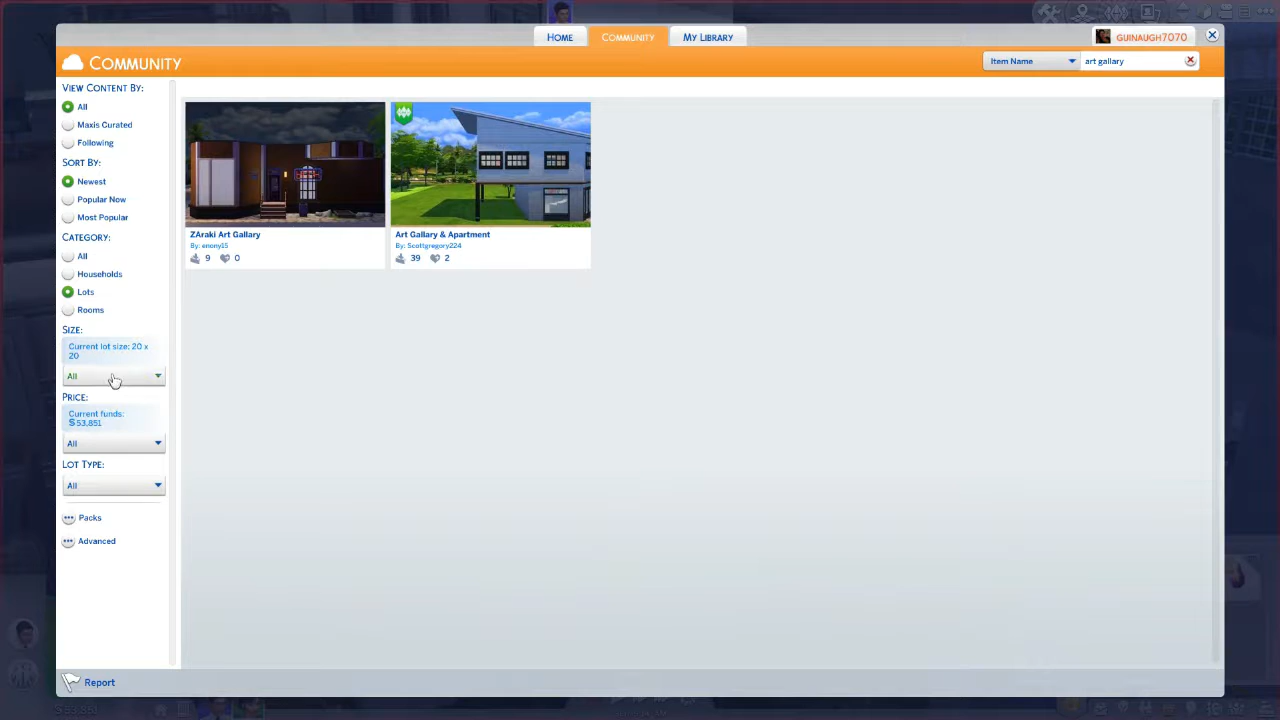 HOME
COMMUNITY
MY LIBRARY
GUINAUGH7070
COMMUNITY
Item Name
art gallary
VIEW CONTENT BY:
All
Maxis Curated
Following
SORT BY:
Newest
Popular Now
Most Popular
CATEGORY:
All
Households
Lots
Rooms
SIZE:
Current lot size: 20 x
20
All
PRICE:
Current funds:
§53,851
All
LOT TYPE:
All
Packs
Advanced
ZAraki Art Gallary
By: enony15
9 0
Art Gallary & Apartment
By: Scottgregory224
39 2
Report
§53,851